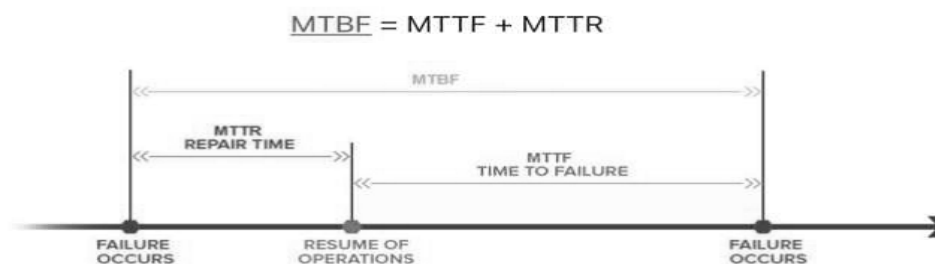 MTBF = MTTF + MTTR
MTBF
MTTR
REPAIR TIME
MTTF
TIME TO FAILURE
FAILURE
OCCURS
RESUME OF
OPERATIONS
FAILURE
OCCURS